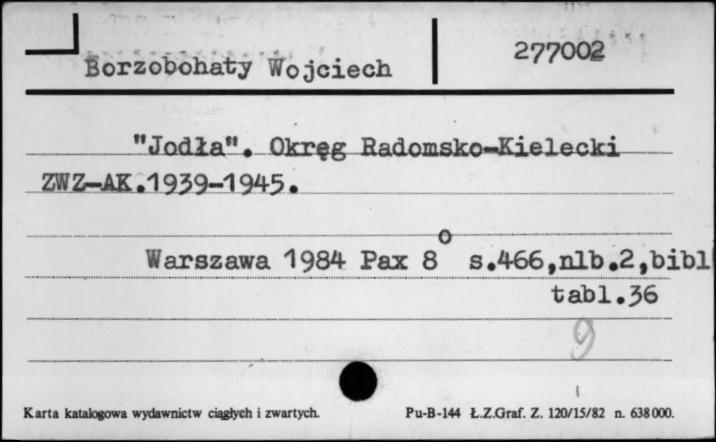 Borzobohaty Wojciech
277002
"Jodła". Okręg Radomsko-Kielecki
ZWZ-AK.1939-1945.
Warszawa 1984 Pax 8° s.466,nlb.2,bibl
tabl.36
9
Karta katalogowa wydawnictw ciągłych i zwartych.
Pu-B-144 Ł.Z.Graf. Z. 120/15/82 n. 638 000.